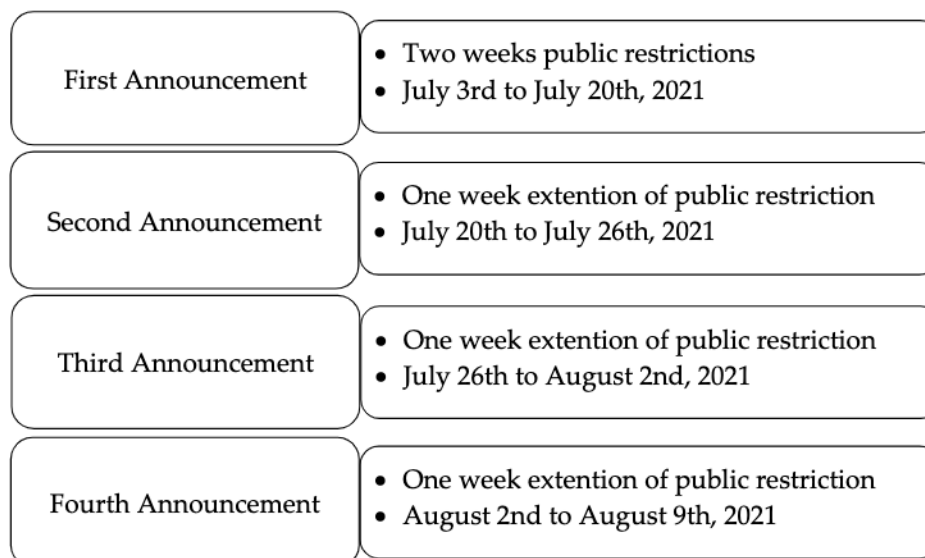 First Announcement
• Two weeks public restrictions
• July 3rd to July 20th, 2021
Second Announcement
• One week extention of public restriction
• July 20th to July 26th, 2021
Third Announcement
• One week extention of public restriction
• July 26th to August 2nd, 2021
Fourth Announcement
• One week extention of public restriction
• August 2nd to August 9th, 2021